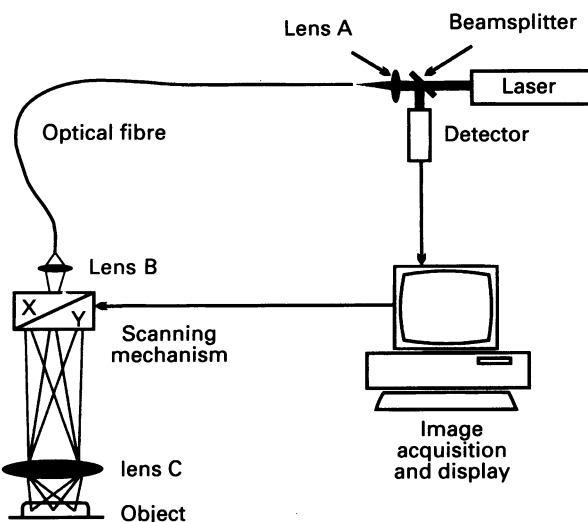 Lens A
Beamsplitter
Laser
Optical fibre
Detector
Lens B
X
Y
Scanning
mechanism
Image
acquisition
and display
lens C
Object